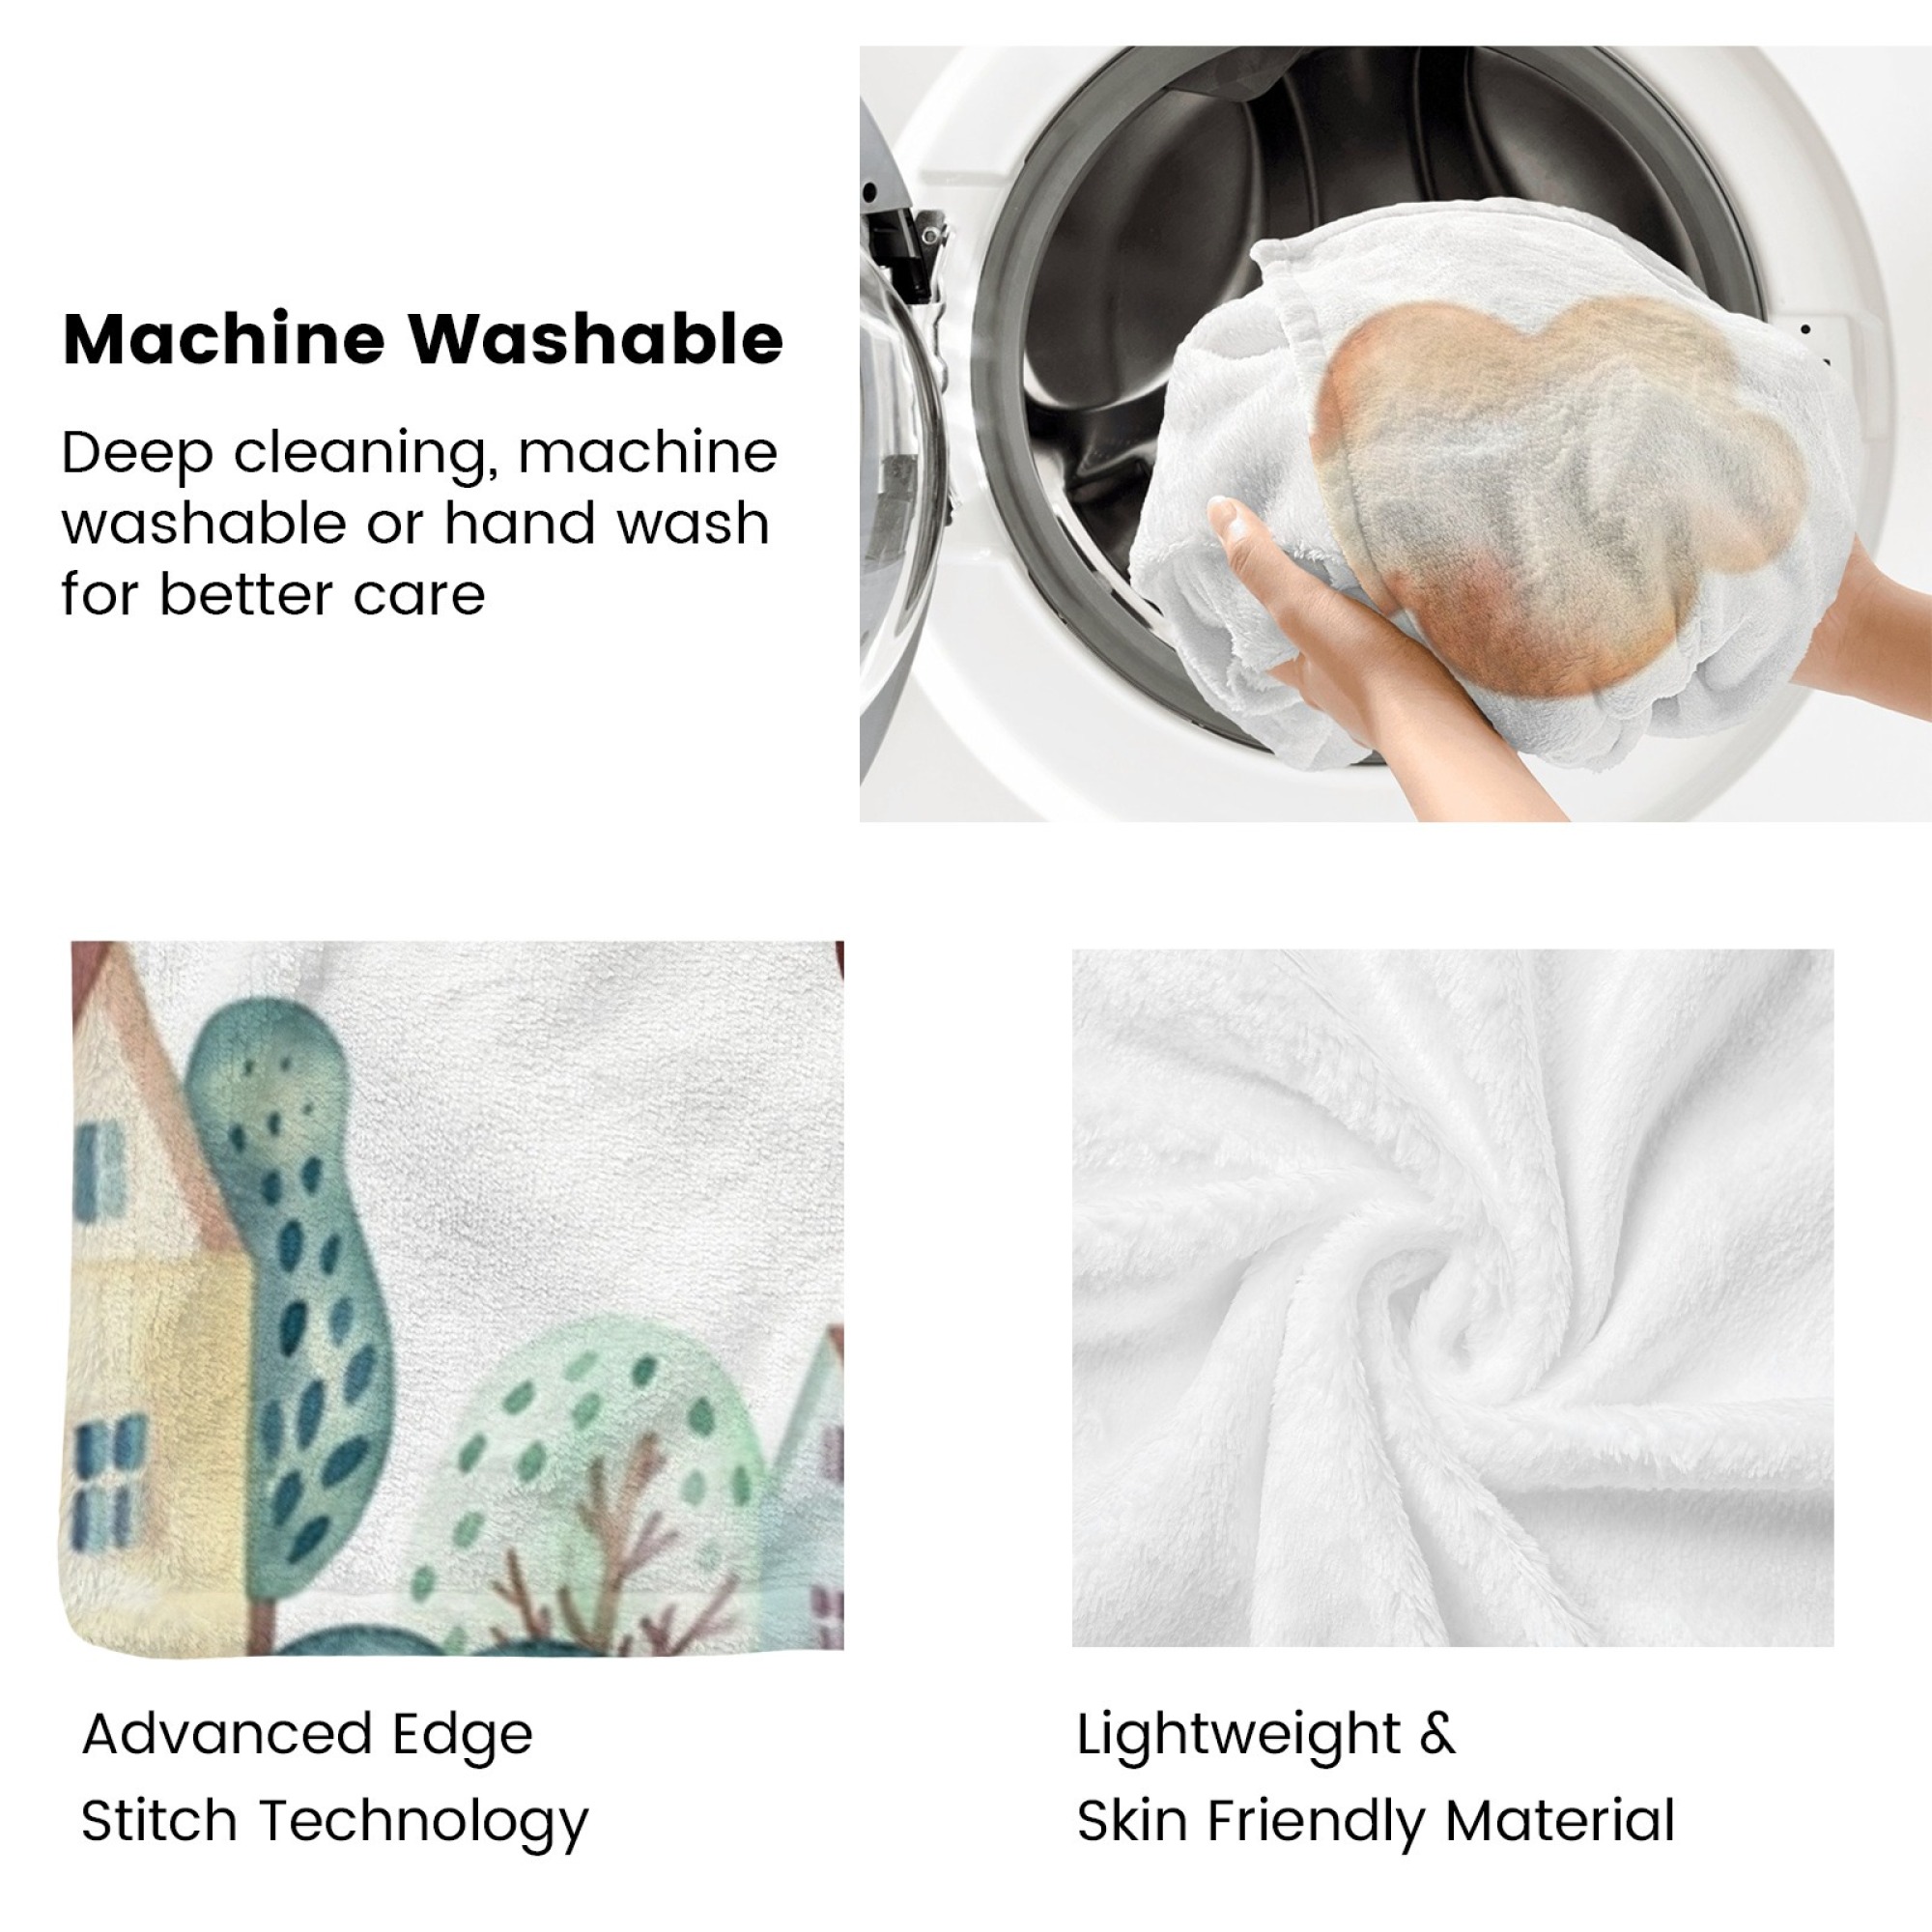 Machine Washable
Deep cleaning, machine
washable or hand wash
for better care
Advanced Edge
Stitch Technology
Lightweight &
Skin Friendly Material